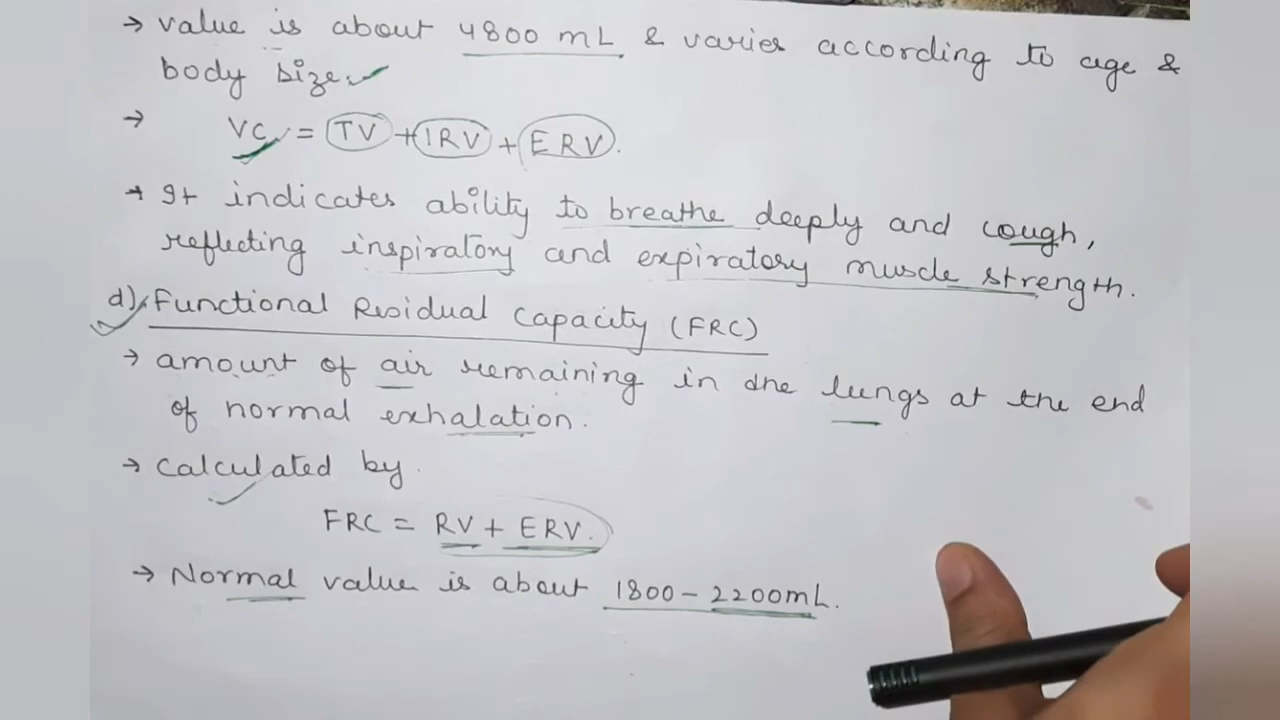 → value is about 4800 mL & varies according to age &
body size.
→ VC = TV + IRV + ERV.
→ It indicates ability to breathe deeply and cough,
reflecting inspiratory and expiratory muscle strength.
d) Functional Residual Capacity (FRC)
→ amount of air remaining in the lungs at the end
of normal exhalation.
→ Calculated by.
FRC = RV + ERV.
→ Normal value is about 1800 - 2200mL.